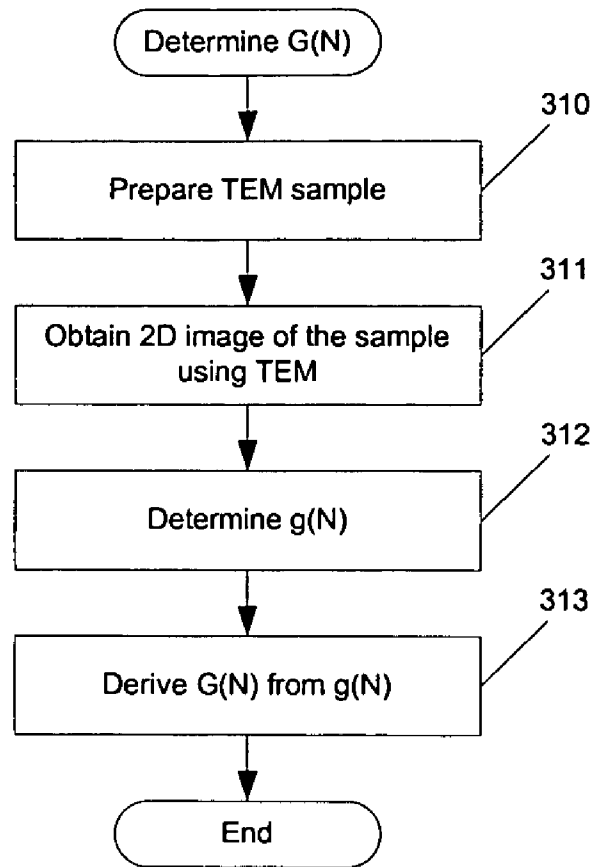 Determine G(N)
310
Prepare TEM sample
311
Obtain 2D image of the sample
using TEM
312
Determine g(N)
313
Derive G(N) from g(N)
End